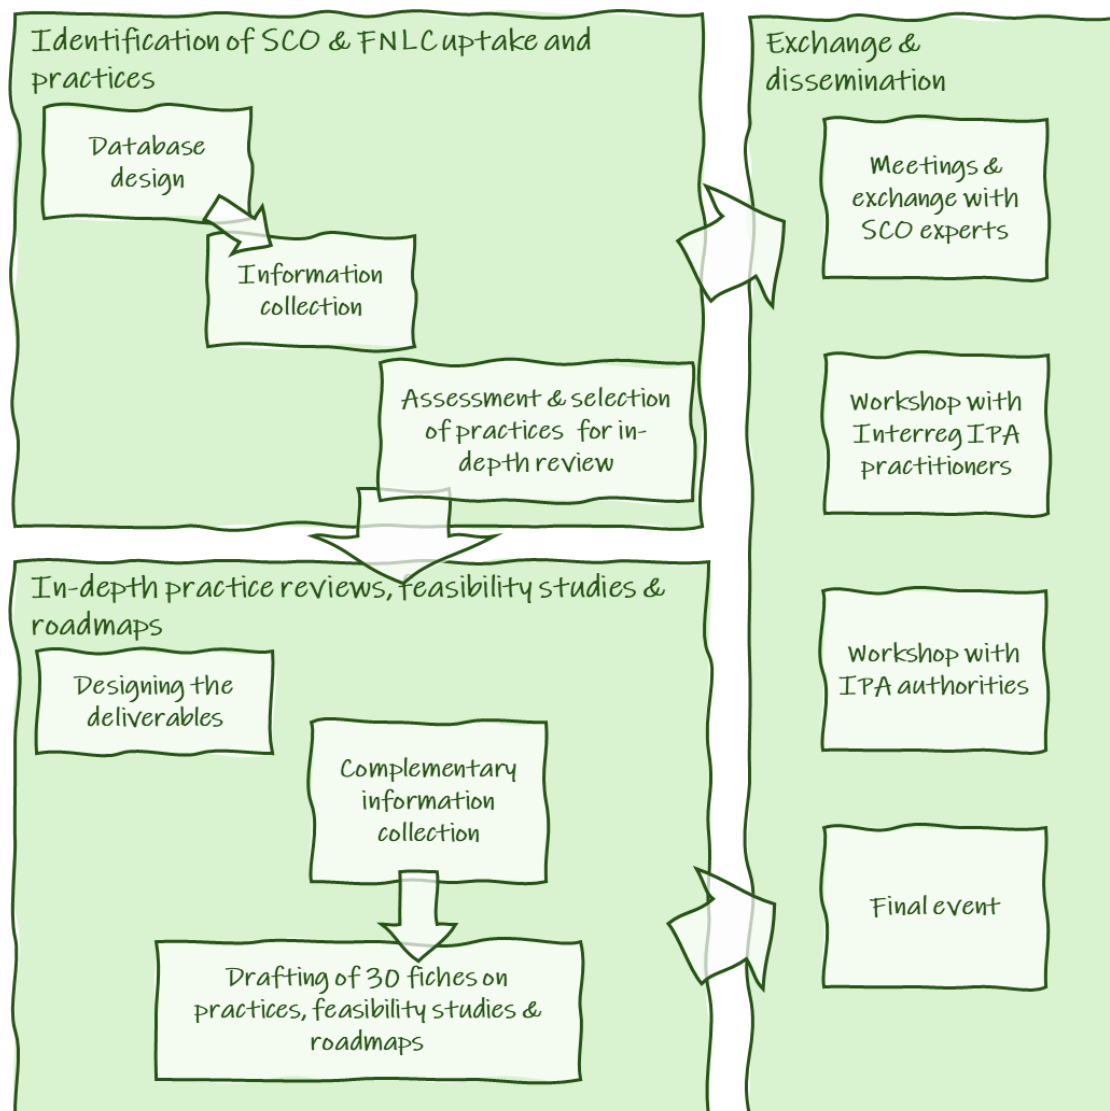 Identification of SCO & FNLC uptake and
practices
Database
design
Information
collection
Assessment & selection
of practices for in-
depth review
In-depth practice reviews, feasibility studies &
roadmaps
Designing the
deliverables
Complementary
information
collection
Drafting of 30 fiches on
practices, feasibility studies &
roadmaps
Exchange &
dissemination
Meetings &
exchange with
SCO experts
Workshop with
Interreg IPA
practitioners
Workshop with
IPA authorities
Final event